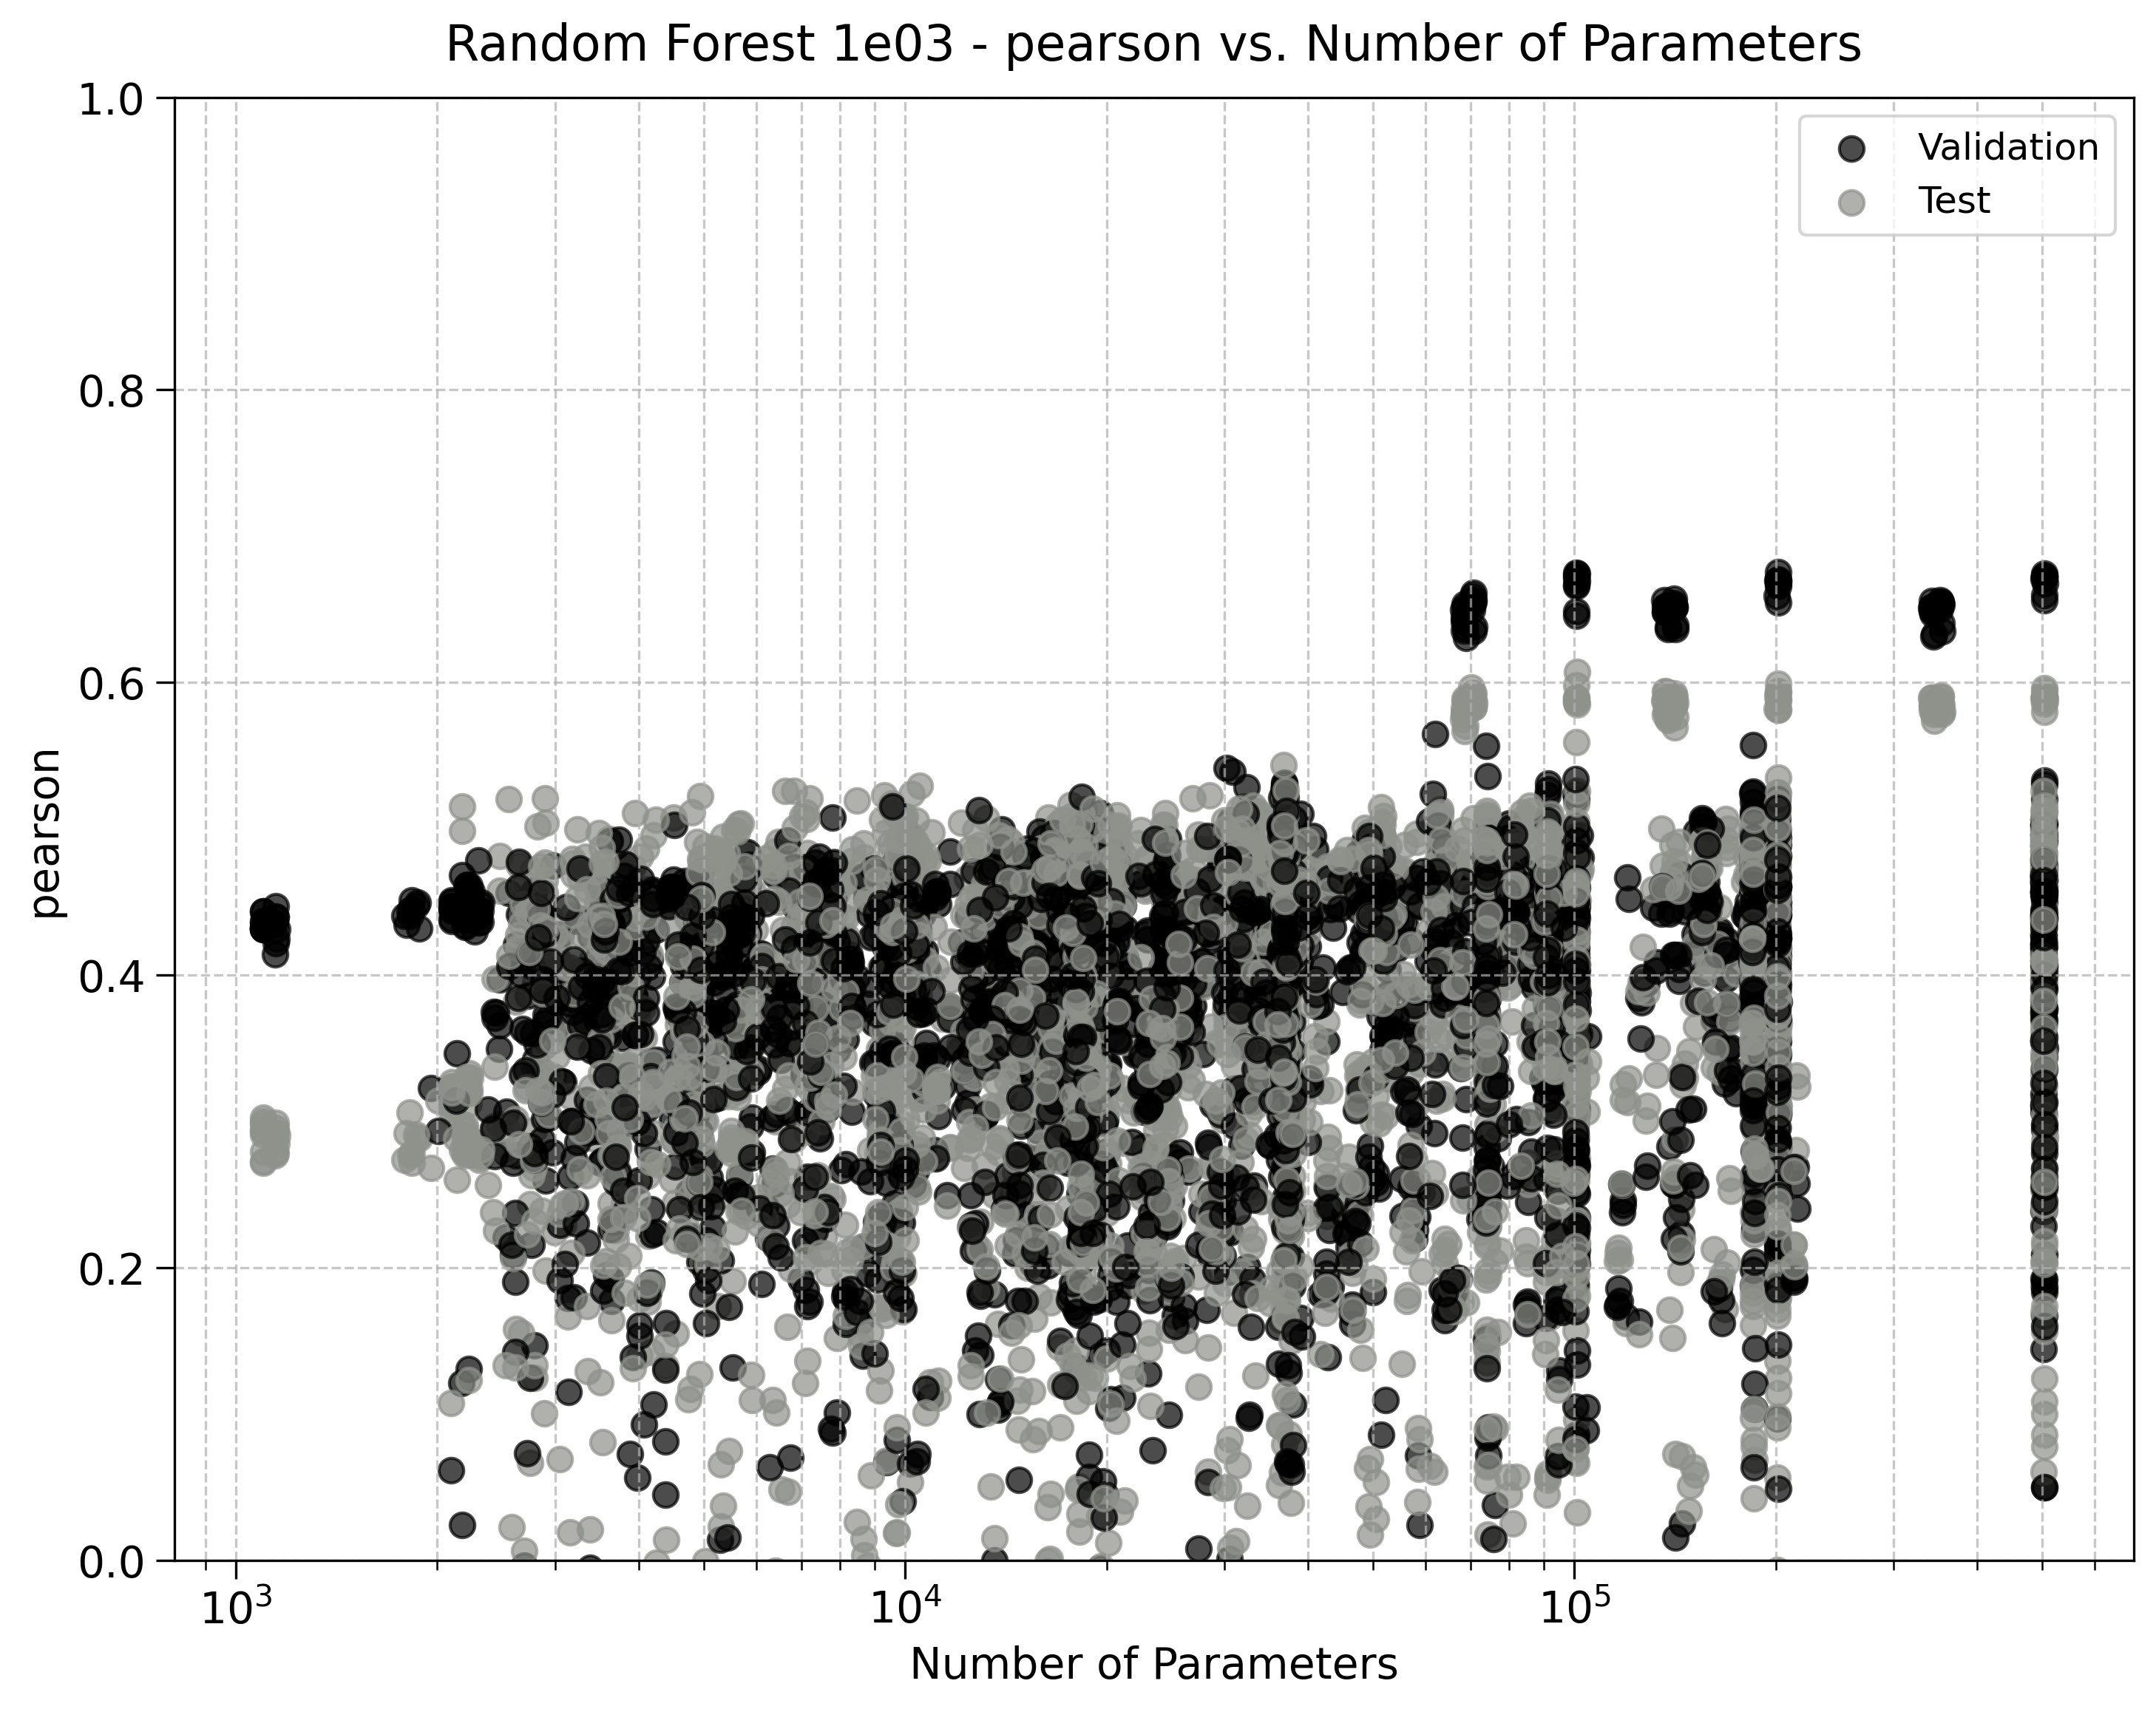 Random Forest 1e03 - pearson vs. Number of Parameters
1.0
0.8
0.6
0.4
0.2
0.0
pearson
Validation
Test
10³
10⁴
10⁵
Number of Parameters